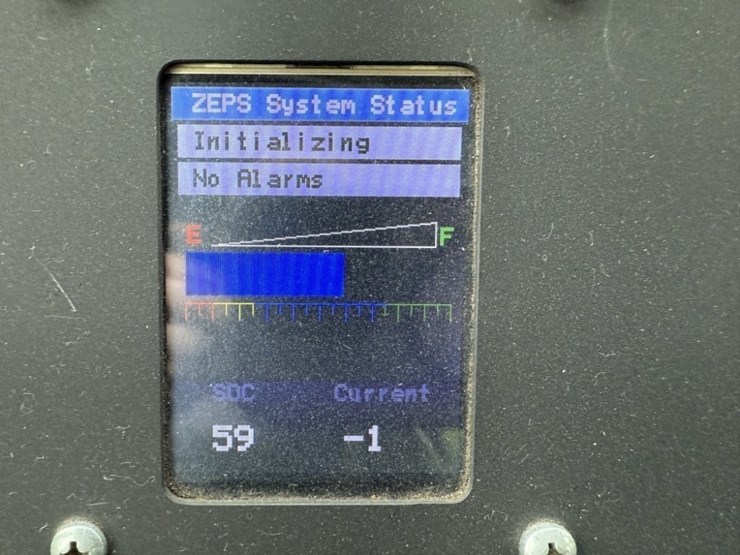 ZEPS System Status
Initializing
No Alarms
E F
SOC Current
59 -1